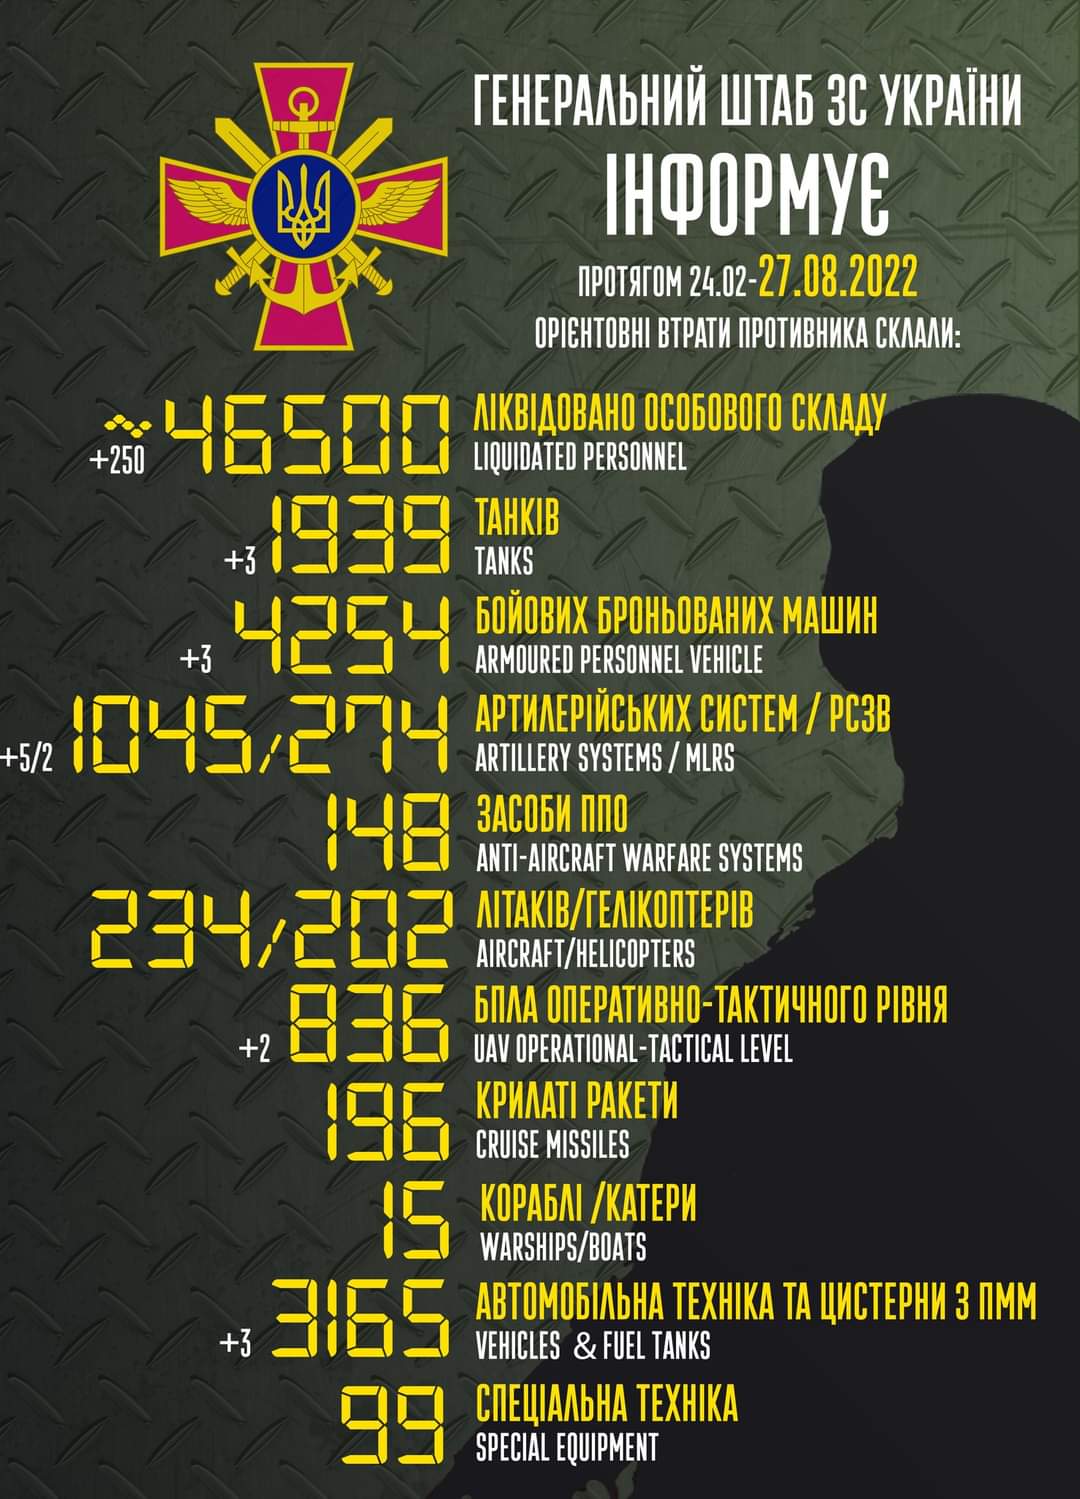 ГЕНЕРАЛЬНИЙ ШТАБ ЗС УКРАЇНИ
ІНФОРМУЄ
ПРОТЯГОМ 24.02-27.08.2022
ОРІЄНТОВНІ ВТРАТИ ПРОТИВНИКА СКЛАЛИ:
+250 ~46500 ЛІКВІДОВАНО ОСОБОВОГО СКЛАДУ
LIQUIDATED PERSONNEL
+3 1939 ТАНКІВ
TANKS
+3 4254 БОЙОВИХ БРОНЬОВАНИХ МАШИН
ARMOURED PERSONNEL VEHICLE
+5/2 1045/274 АРТИЛЕРІЙСЬКИХ СИСТЕМ / РСЗВ
ARTILLERY SYSTEMS / MLRS
148 ЗАСОБИ ППО
ANTI-AIRCRAFT WARFARE SYSTEMS
234/202 ЛІТАКІВ/ГЕЛІКОПТЕРІВ
AIRCRAFT/HELICOPTERS
+2 836 БПЛА ОПЕРАТИВНО-ТАКТИЧНОГО РІВНЯ
UAV OPERATIONAL-TACTICAL LEVEL
196 КРИЛАТІ РАКЕТИ
CRUISE MISSILES
15 КОРАБЛІ /КАТЕРИ
WARSHIPS/BOATS
+3 3165 АВТОМОБІЛЬНА ТЕХНІКА ТА ЦИСТЕРНИ З ПММ
VEHICLES & FUEL TANKS
99 СПЕЦІАЛЬНА ТЕХНІКА
SPECIAL EQUIPMENT